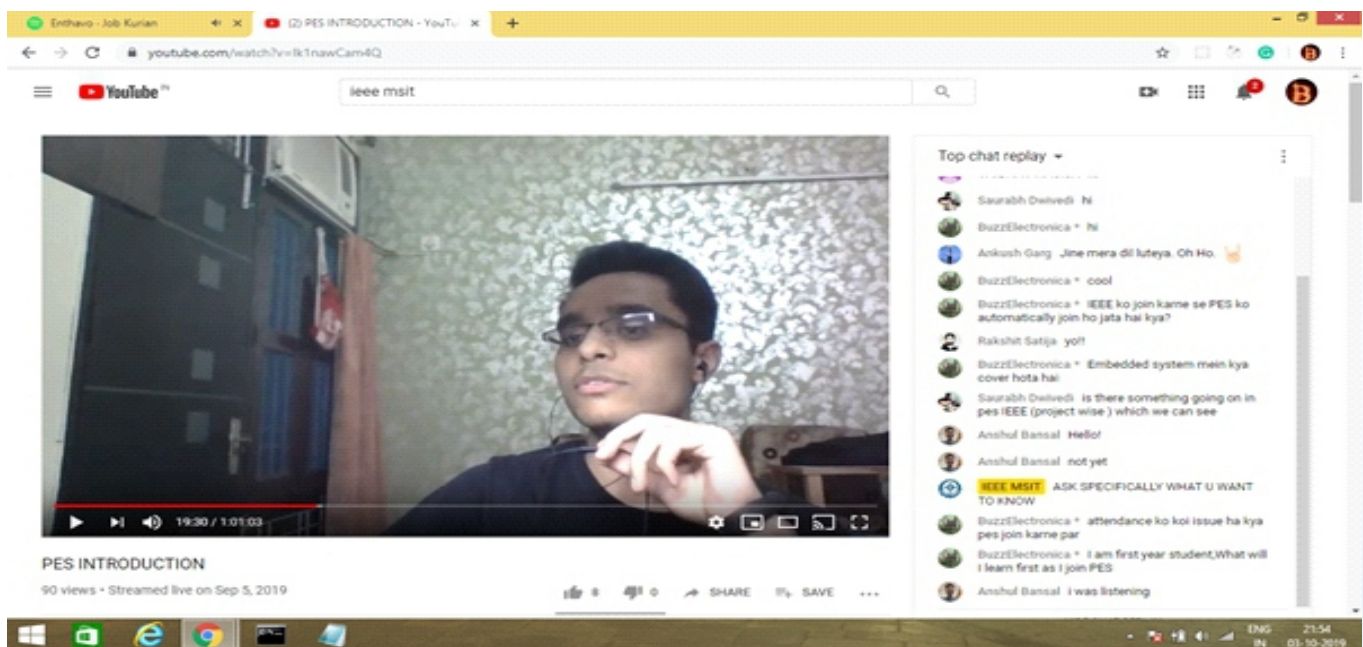 Enthavo - Job Kurian
(2) PES INTRODUCTION - YouTu
youtube.com/watch?v=lk1nawCam4Q
YouTube IN
ieee msit
2
Top chat replay
Saurabh Dwivedi hi
BuzzElectronica * hi
Ankush Garg Jine mera dil luteya. Oh Ho.
BuzzElectronica * cool
BuzzElectronica * IEEE ko join karne se PES ko
automatically join ho jata hai kya?
Rakshit Satija yo!!
BuzzElectronica * Embedded system mein kya
cover hota hai
Saurabh Dwivedi is there something going on in
pes IEEE (project wise ) which we can see
Anshul Bansal Hello!
Anshul Bansal not yet
IEEE MSIT ASK SPECIFICALLY WHAT U WANT
TO KNOW
BuzzElectronica * attendance ko koi issue ha kya
pes join karne par
BuzzElectronica * I am first year student,What will
I learn first as I join PES
Anshul Bansal i was listening
19:30 / 1:01:03
PES INTRODUCTION
90 views • Streamed live on Sep 5, 2019
8
0
SHARE
SAVE
ENG
IN
21:54
03-10-2019